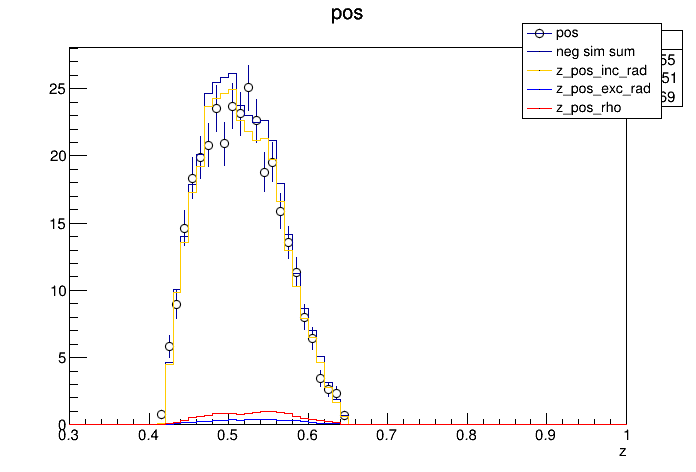 pos
pos
neg sim sum
z_pos_inc_rad
z_pos_exc_rad
z_pos_rho
55
51
69
25
20
15
10
5
0
0.3 0.4 0.5 0.6 0.7 0.8 0.9 1
z